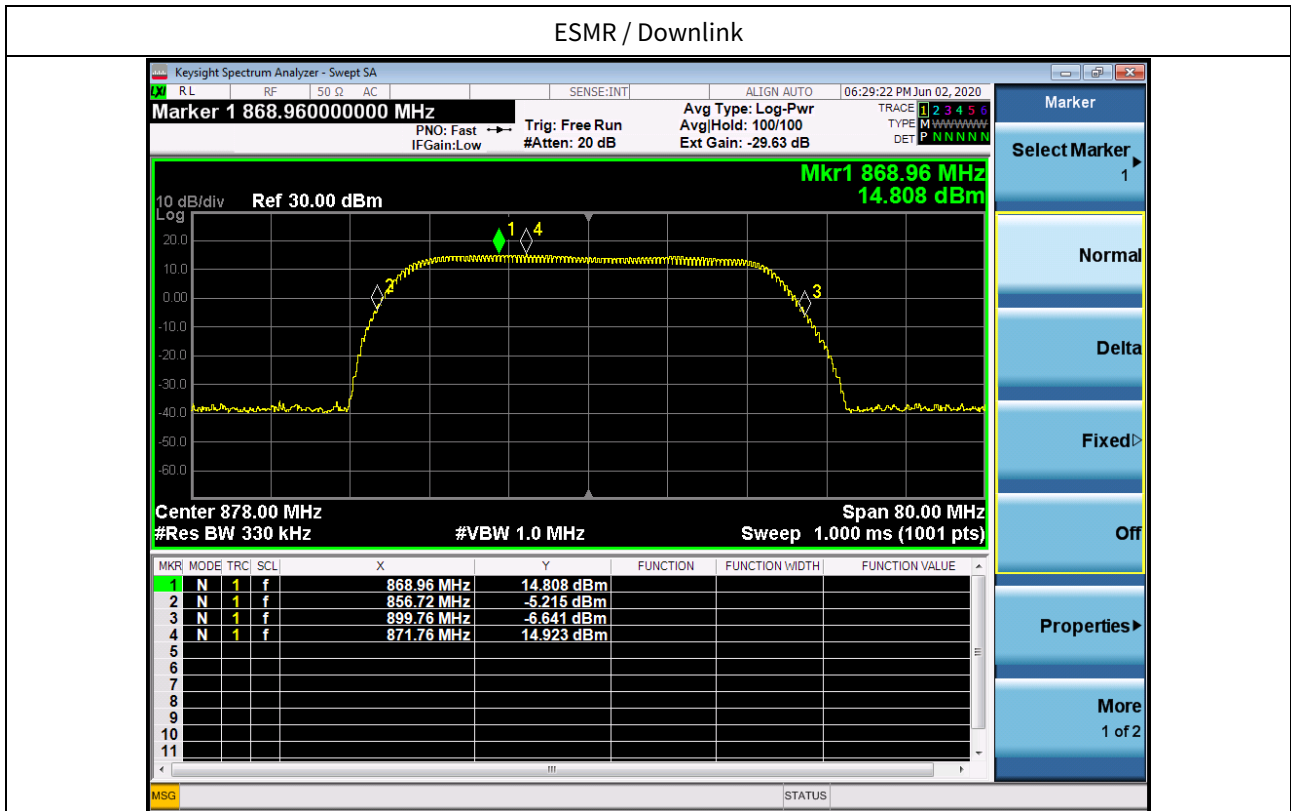 ESMR / Downlink
Keysight Spectrum Analyzer - Swept SA
LXI RL RF 50 Ω AC SENSE:INT ALIGN AUTO 06:29:22 PM Jun 02, 2020
Marker 1 868.960000000 MHz Avg Type: Log-Pwr TRACE 1 2 3 4 5 6
PNO: Fast Trig: Free Run Avg|Hold: 100/100 TYPE M WWWWW
IFGain:Low #Atten: 20 dB Ext Gain: -29.63 dB DET P N N N N N
Mkr1 868.96 MHz
14.808 dBm
10 dB/div Ref 30.00 dBm
Log
1 4
20.0
10.0
2 3
0.00
-10.0
-20.0
-30.0
-40.0
-50.0
-60.0
Center 878.00 MHz Span 80.00 MHz
#Res BW 330 kHz #VBW 1.0 MHz Sweep 1.000 ms (1001 pts)
MKR MODE TRC SCL X Y FUNCTION FUNCTION WIDTH FUNCTION VALUE
1 N 1 f 868.96 MHz 14.808 dBm
2 N 1 f 856.72 MHz -5.215 dBm
3 N 1 f 899.76 MHz -6.641 dBm
4 N 1 f 871.76 MHz 14.923 dBm
5
6
7
8
9
10
11
MSG STATUS
Marker
Select Marker
1
Normal
Delta
Fixed
Off
Properties
More
1 of 2